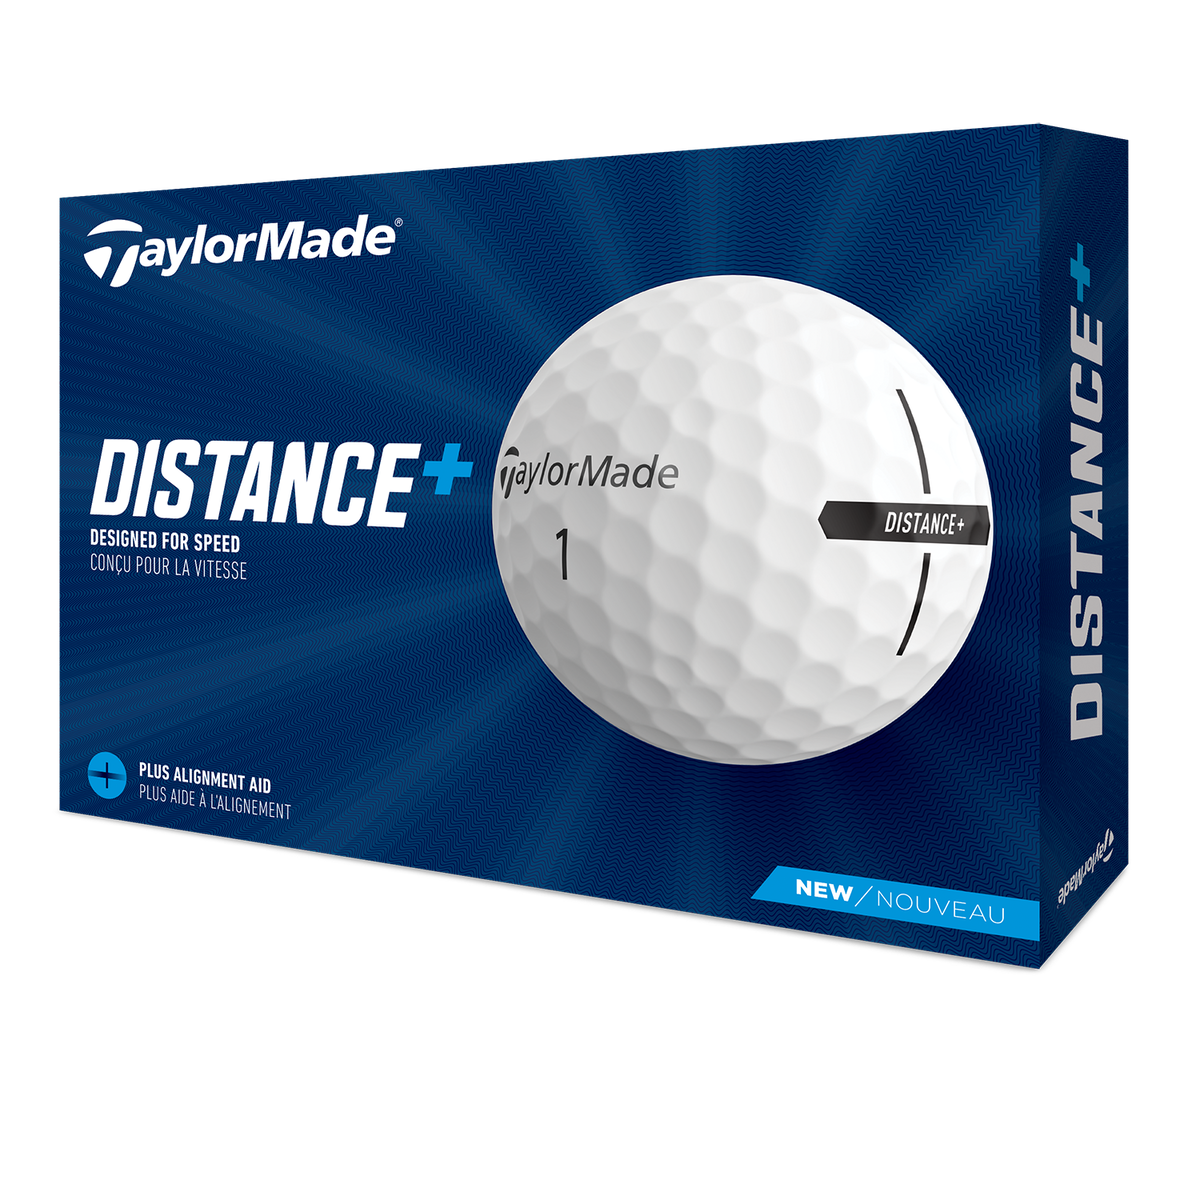 TaylorMade®
DISTANCE+
DESIGNED FOR SPEED
CONÇU POUR LA VITESSE
PLUS ALIGNMENT AID
PLUS AIDE À L'ALIGNEMENT
TaylorMade
1
DISTANCE+
NEW/NOUVEAU
DISTANCE+
TaylorMade